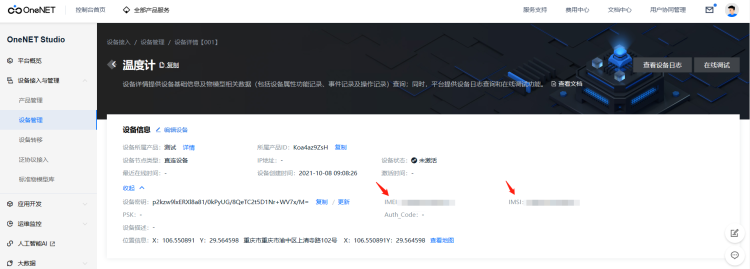 OneNET 控制台首页 全部产品服务 服务支持 商用中心 文档中心 用户协同管理
OneNET Studio
平台概览
设备接入与管理
产品管理
设备管理
设备转移
泛协议接入
标准物模型库
应用开发
运维监控
人工智能AI
大数据
设备接入 / 设备管理 / 设备详情【001】
温度计 复制
查看设备日志 在线调试
设备详情提供设备基础信息及物模型相关数据（包括设备属性功能记录、事件记录及操作记录）查询；同时，平台提供设备日志查询和在线调试功能。 查看文档
设备信息 编辑设备
设备所属产品： 测试 详情 所属产品ID： Koa4az9ZsH 复制
设备节点类型： 直连设备 IP地址： - 设备状态： 未激活
最近在线时间： - 设备创建时间： 2021-10-08 09:08:26 激活时间： -
收起
设备密钥： 复制 / 更新 IMEI: IMSI:
PSK： - Auth_Code： -
设备描述： -
位置信息： X： 106.550891 Y： 29.564598 重庆市重庆市渝中区上清寺路102号 X： 106.550891Y： 29.564598 查看地图